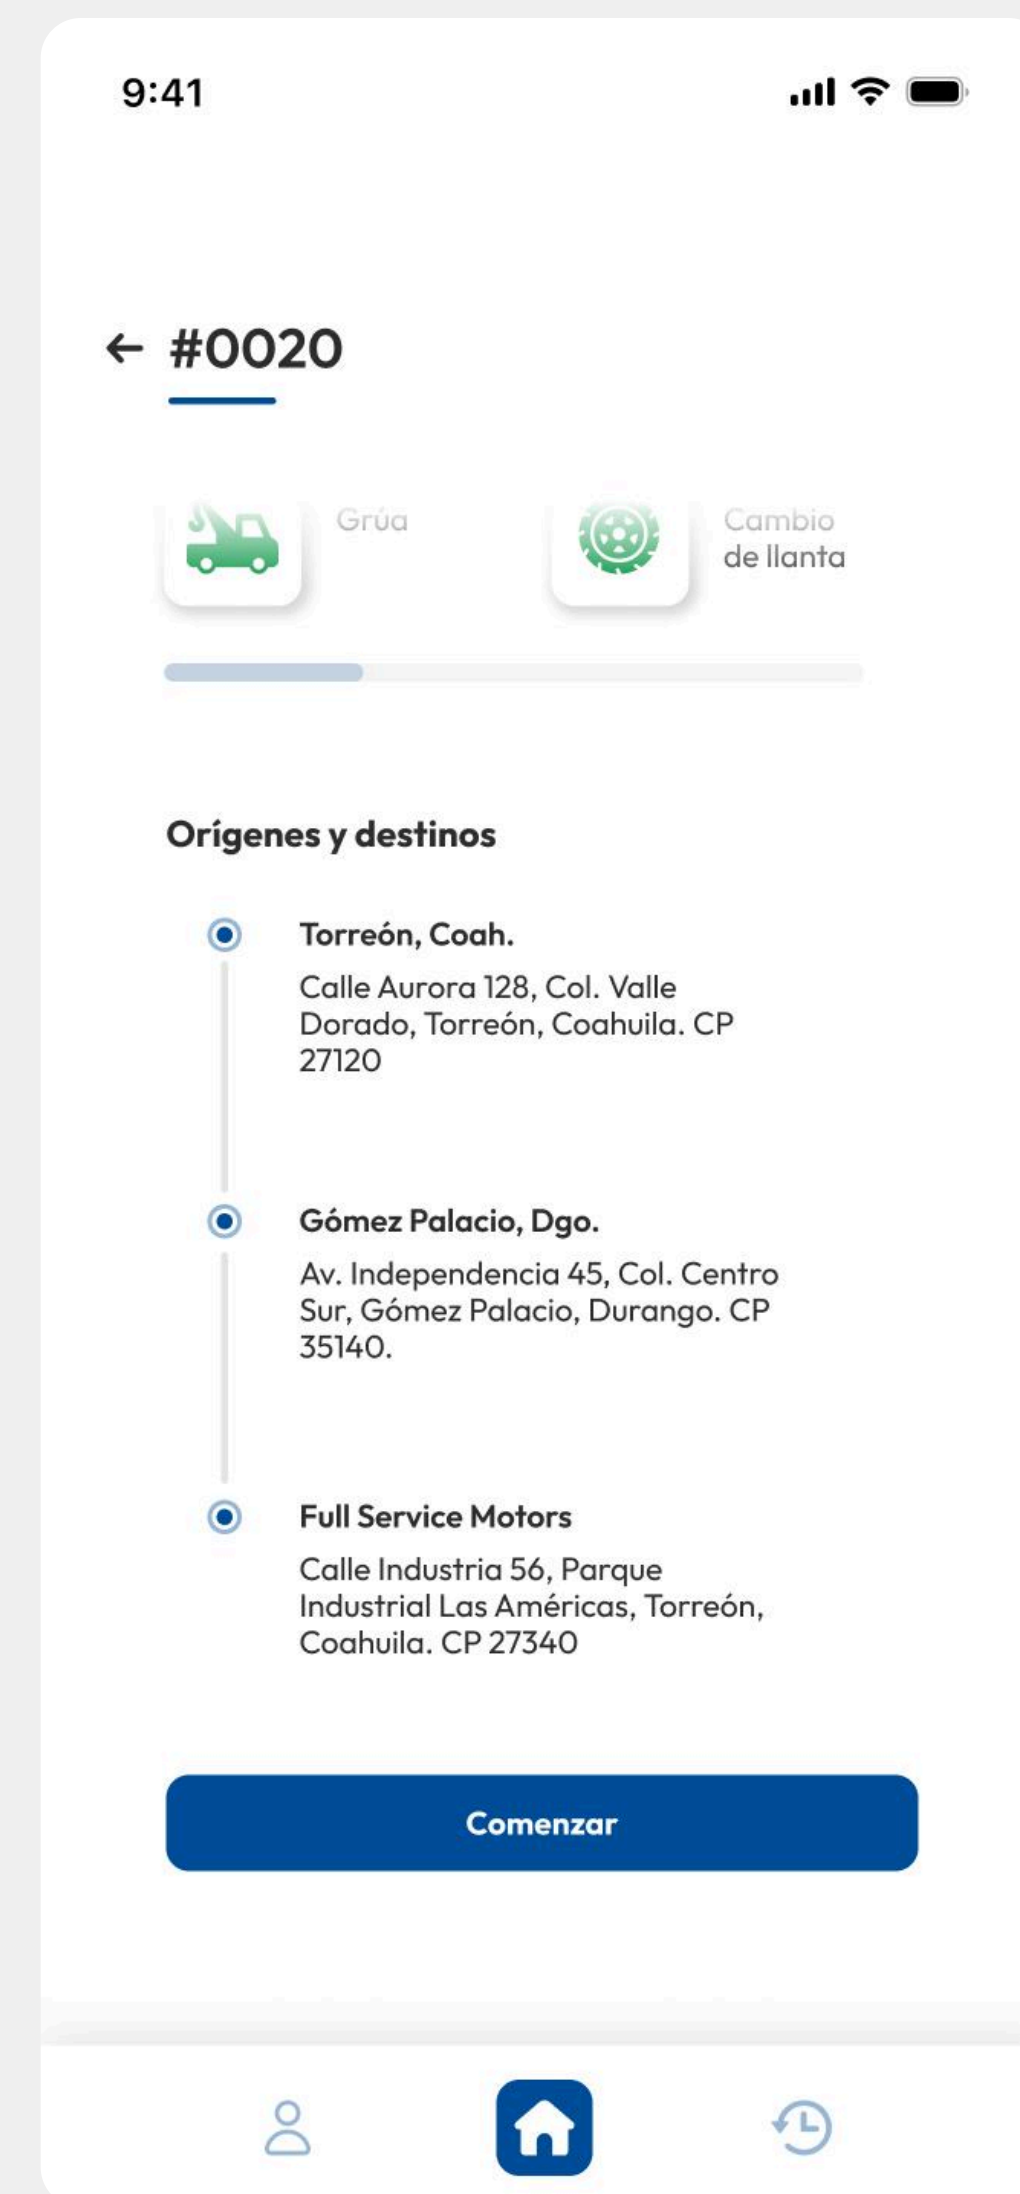 9:41
#0020
Grúa
Cambio
de llanta
Orígenes y destinos
Torreón, Coah.
Calle Aurora 128, Col. Valle
Dorado, Torreón, Coahuila. CP
27120
Gómez Palacio, Dgo.
Av. Independencia 45, Col. Centro
Sur, Gómez Palacio, Durango. CP
35140.
Full Service Motors
Calle Industria 56, Parque
Industrial Las Américas, Torreón,
Coahuila. CP 27340
Comenzar